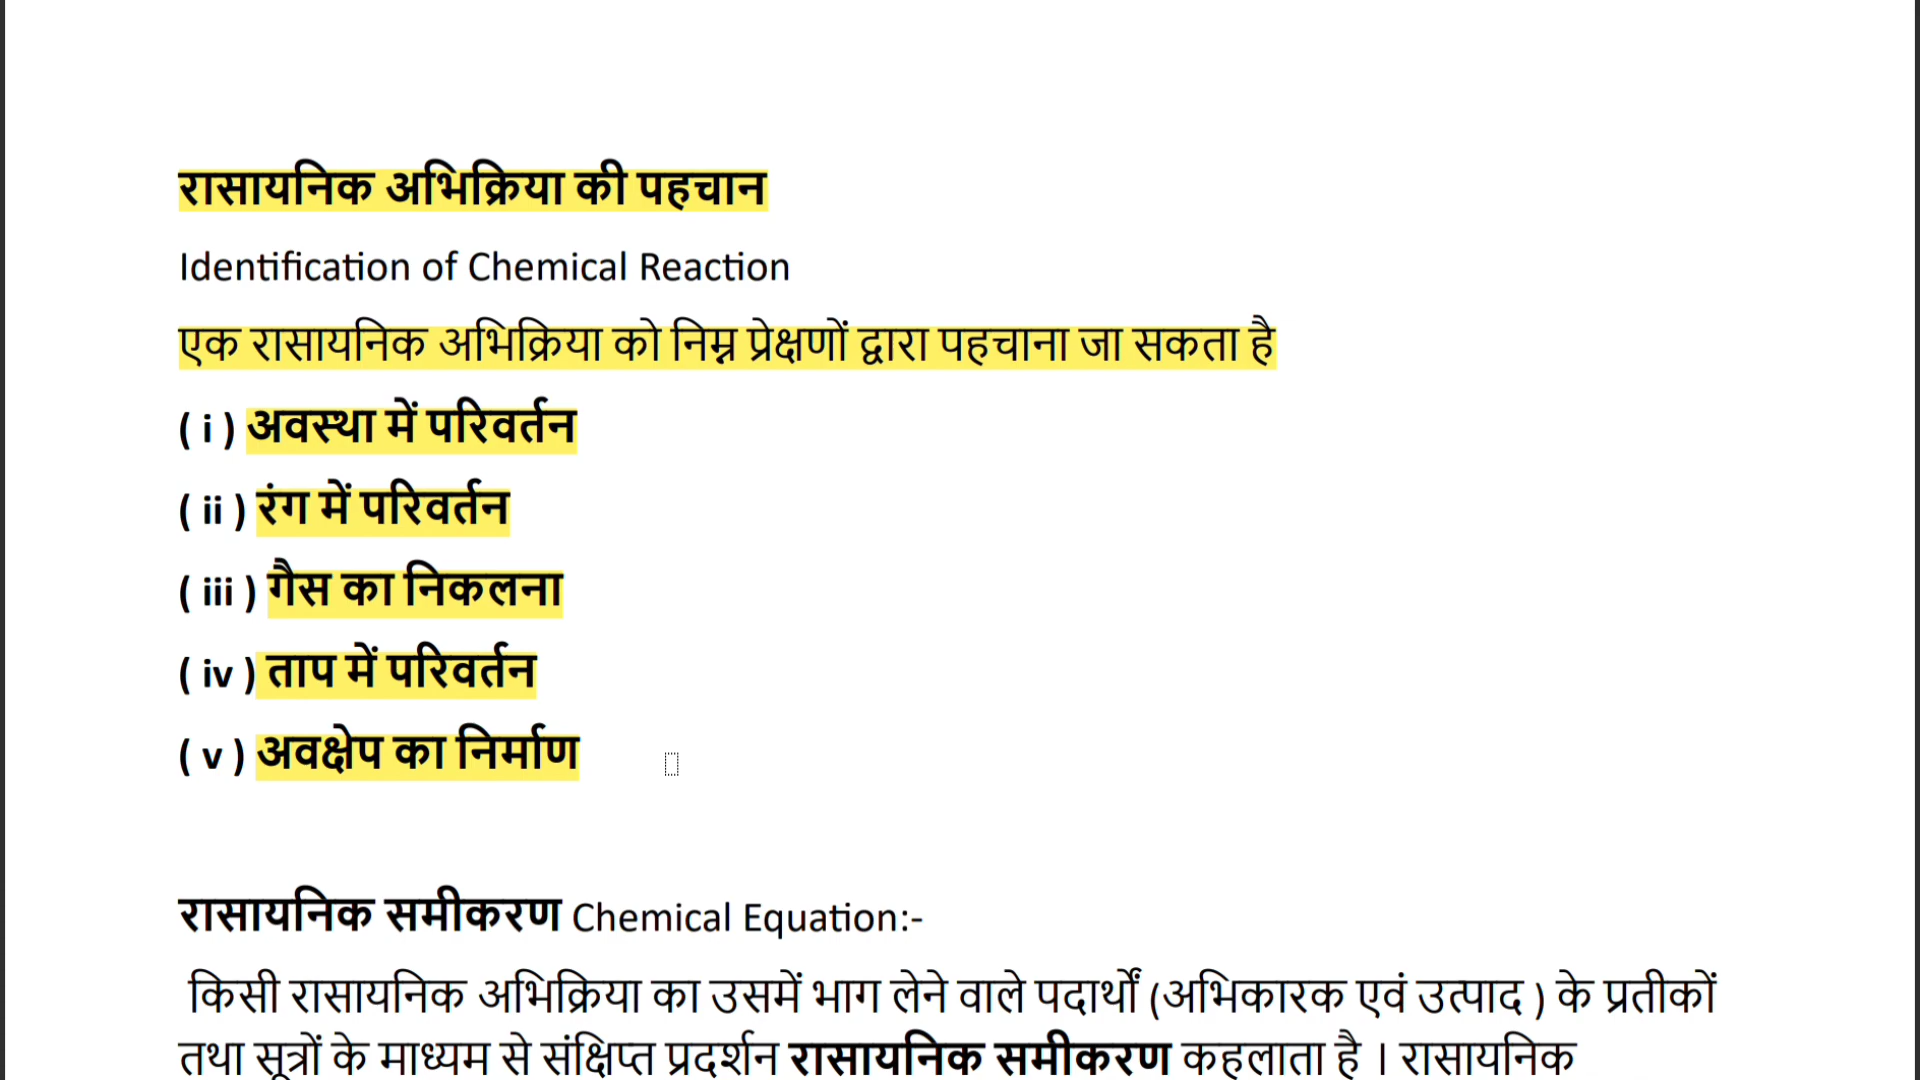 रासायनिक अभिक्रिया की पहचान
Identification of Chemical Reaction
एक रासायनिक अभिक्रिया को निम्न प्रेक्षणों द्वारा पहचाना जा सकता है
( i ) अवस्था में परिवर्तन
( ii ) रंग में परिवर्तन
( iii ) गैस का निकलना
( iv ) ताप में परिवर्तन
( v ) अवक्षेप का निर्माण
रासायनिक समीकरण Chemical Equation:-
किसी रासायनिक अभिक्रिया का उसमें भाग लेने वाले पदार्थों (अभिकारक एवं उत्पाद ) के प्रतीकों
तथा सूत्रों के माध्यम से संक्षिप्त प्रदर्शन रासायनिक समीकरण कहलाता है । रासायनिक